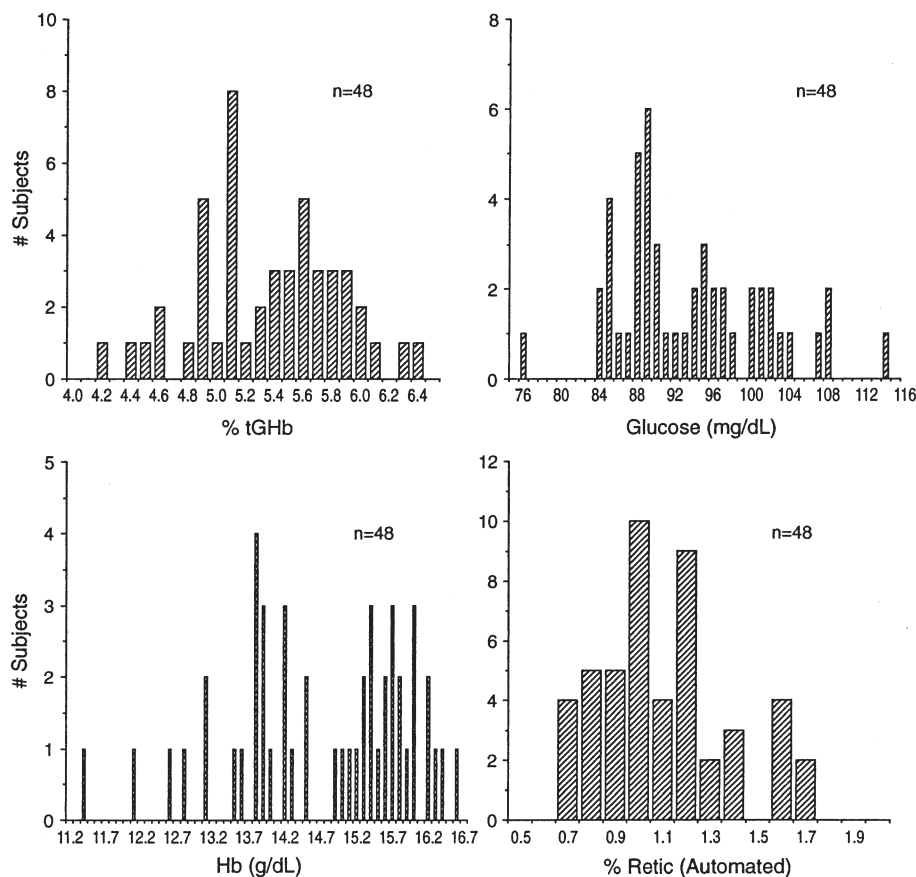 10
8
6
4
2
0
# Subjects
n=48
4.0 4.2 4.4 4.6 4.8 5.0 5.2 5.4 5.6 5.8 6.0 6.2 6.4
% tGHb
8
6
4
2
0
n=48
76 80 84 88 92 96 100 104 108 112 116
Glucose (mg/dL)
5
4
3
2
1
0
# Subjects
n=48
11.2 11.7 12.2 12.7 13.2 13.7 14.2 14.7 15.2 15.7 16.2 16.7
Hb (g/dL)
12
10
8
6
4
2
0
n=48
0.5 0.7 0.9 1.1 1.3 1.5 1.7 1.9
% Retic (Automated)